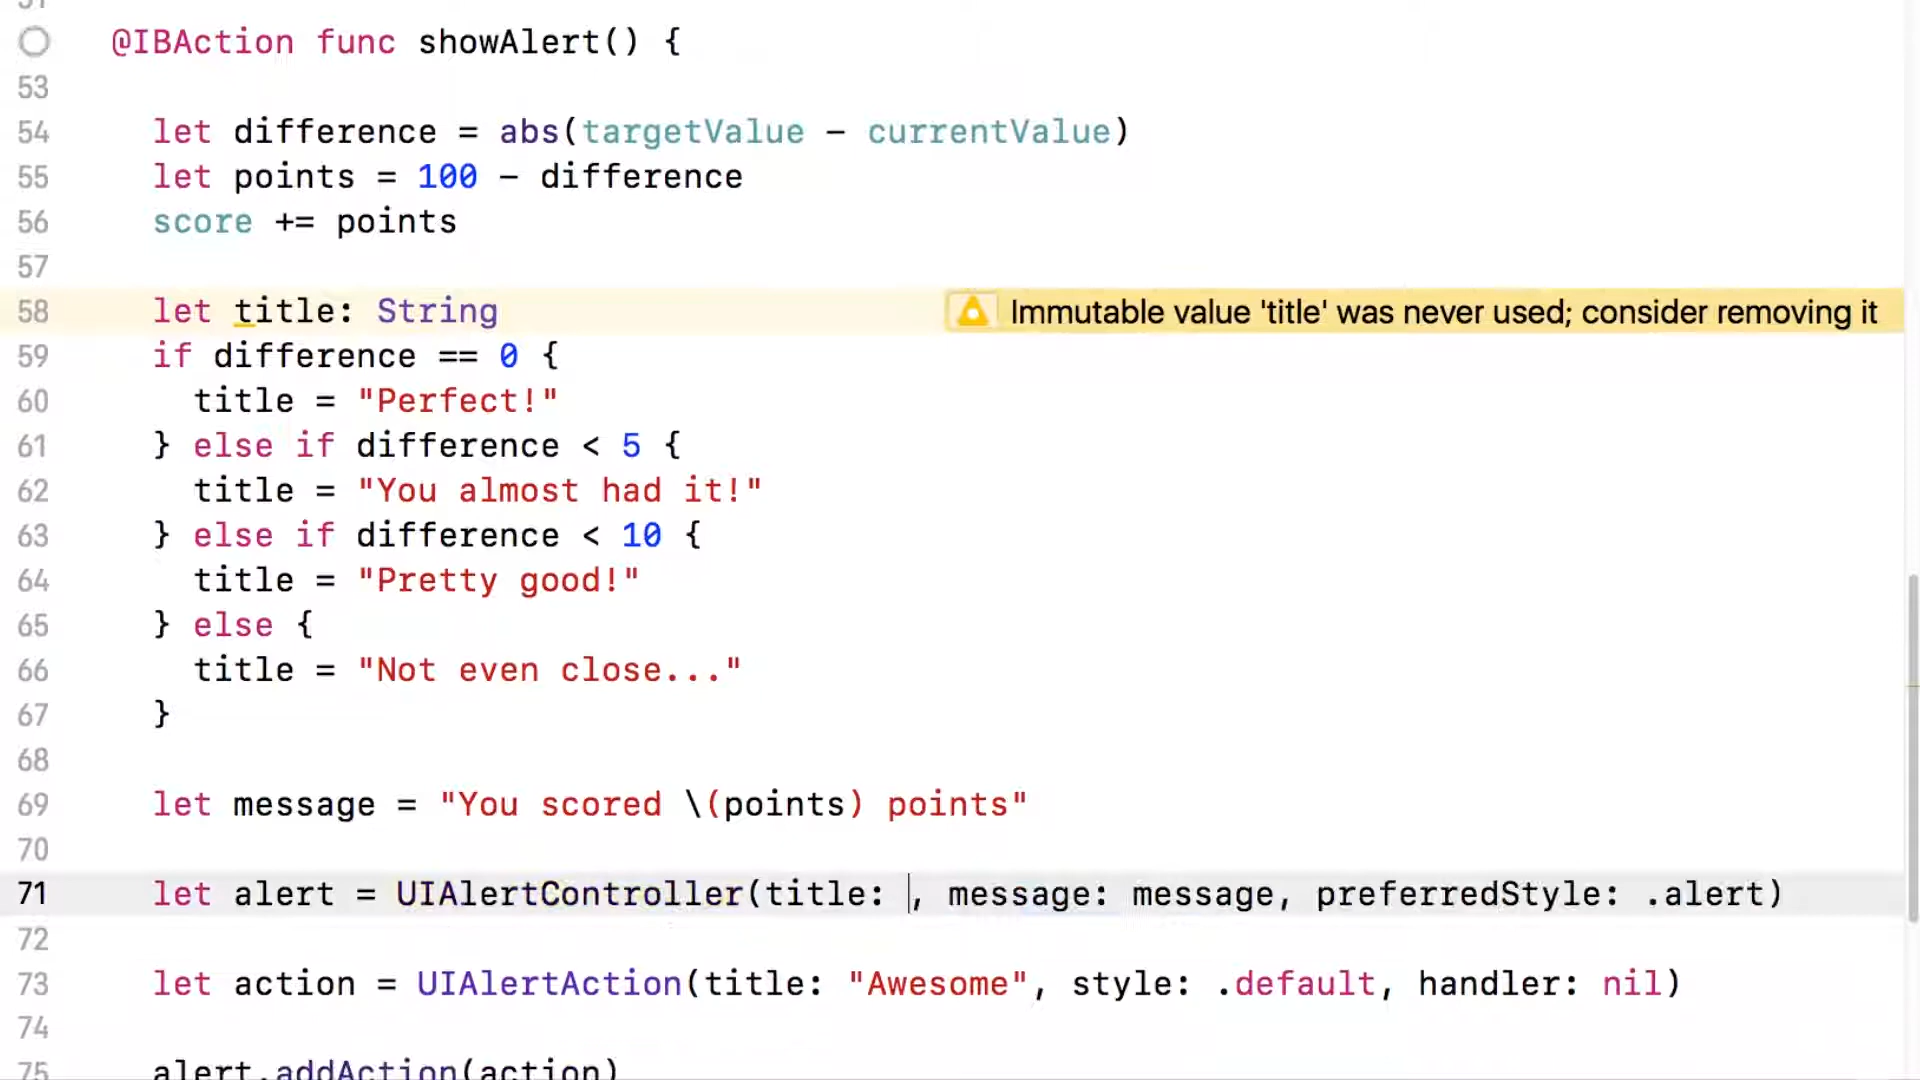 @IBAction func showAlert() {
53
54 let difference = abs(targetValue - currentValue)
55 let points = 100 - difference
56 score += points
57
58 let title: String Immutable value 'title' was never used; consider removing it
59 if difference == 0 {
60 title = "Perfect!"
61 } else if difference < 5 {
62 title = "You almost had it!"
63 } else if difference < 10 {
64 title = "Pretty good!"
65 } else {
66 title = "Not even close..."
67 }
68
69 let message = "You scored \(points) points"
70
71 let alert = UIAlertController(title: , message: message, preferredStyle: .alert)
72
73 let action = UIAlertAction(title: "Awesome", style: .default, handler: nil)
74
75 alert.addAction(action)